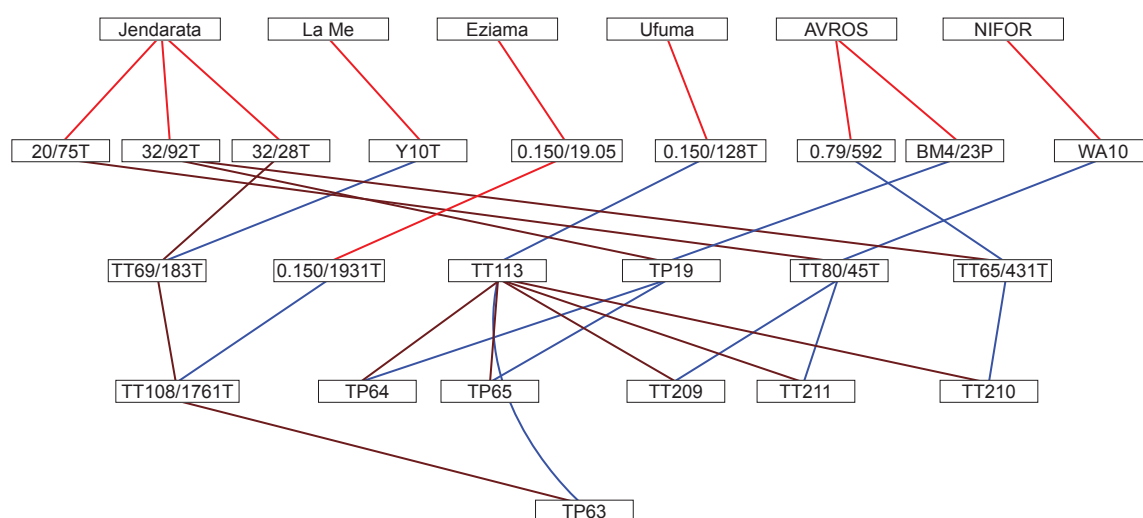 Jendarata La Me Eziama Ufuma AVROS NIFOR
20/75T 32/92T 32/28T Y10T 0.150/19.05 0.150/128T 0.79/592 BM4/23P WA10
TT69/183T 0.150/1931T TT113 TP19 TT80/45T TT65/431T
TT108/1761T TP64 TP65 TT209 TT211 TT210
TP63